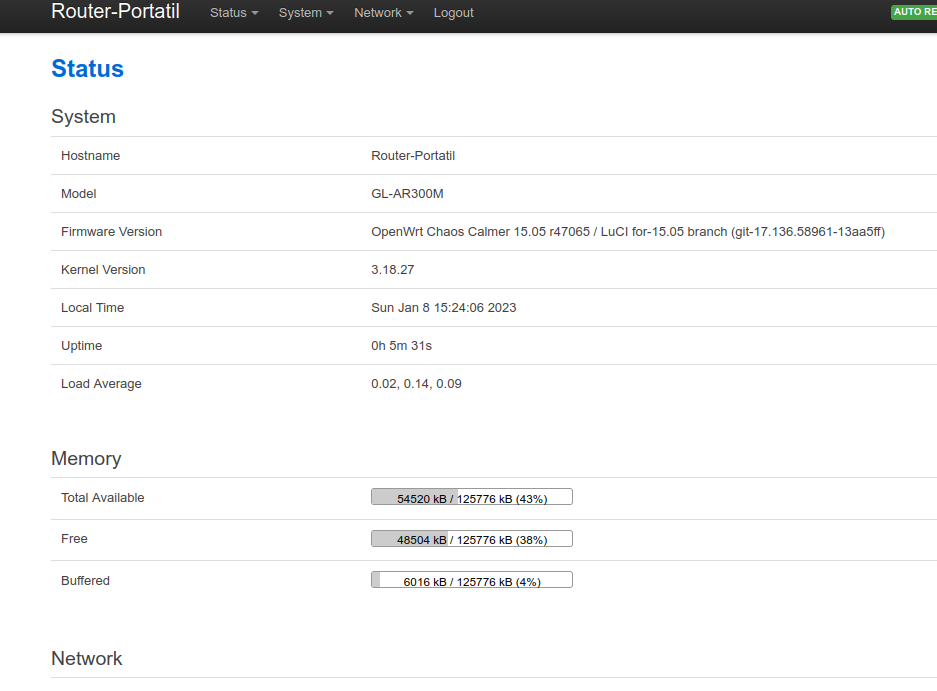 Router-Portatil Status System Network Logout AUTO RE
Status
System
Hostname Router-Portatil
Model GL-AR300M
Firmware Version OpenWrt Chaos Calmer 15.05 r47065 / LuCI for-15.05 branch (git-17.136.58961-13aa5ff)
Kernel Version 3.18.27
Local Time Sun Jan 8 15:24:06 2023
Uptime 0h 5m 31s
Load Average 0.02, 0.14, 0.09
Memory
Total Available 54520 kB / 125776 kB (43%)
Free 48504 kB / 125776 kB (38%)
Buffered 6016 kB / 125776 kB (4%)
Network